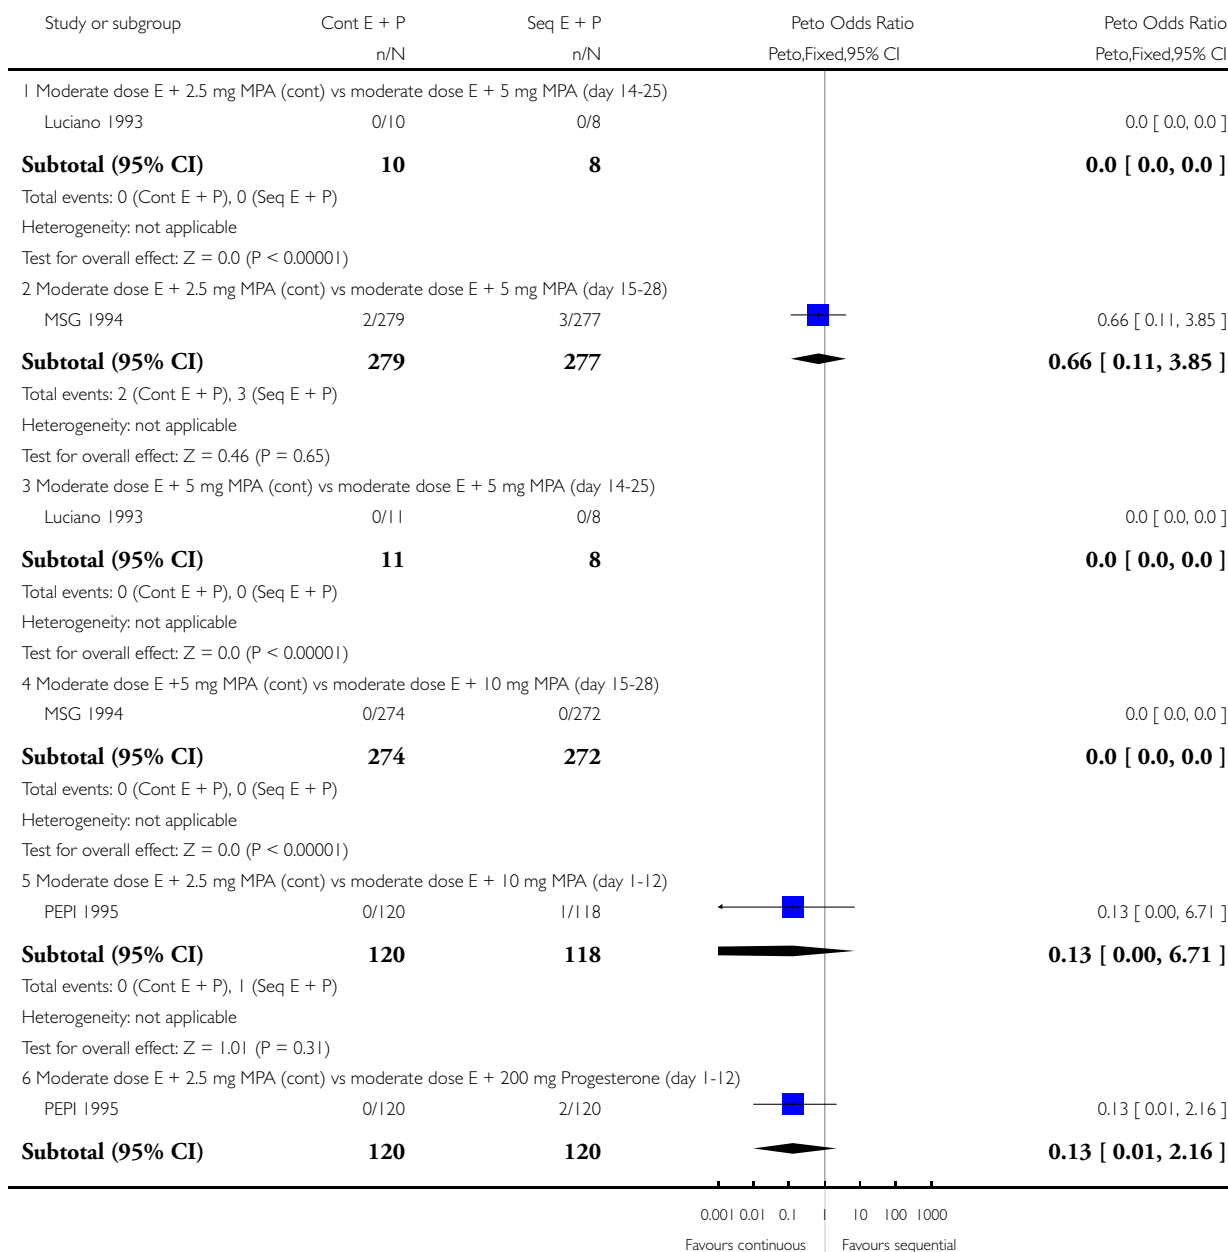 Study or subgroup Cont E + P Seq E + P Peto Odds Ratio Peto Odds Ratio
n/N n/N Peto,Fixed,95% CI Peto,Fixed,95% CI
1 Moderate dose E + 2.5 mg MPA (cont) vs moderate dose E + 5 mg MPA (day 14-25)
Luciano 1993 0/10 0/8 0.0 [ 0.0, 0.0 ]
Subtotal (95% CI) 10 8 0.0 [ 0.0, 0.0 ]
Total events: 0 (Cont E + P), 0 (Seq E + P)
Heterogeneity: not applicable
Test for overall effect: Z = 0.0 (P < 0.00001)
2 Moderate dose E + 2.5 mg MPA (cont) vs moderate dose E + 5 mg MPA (day 15-28)
MSG 1994 2/279 3/277 0.66 [ 0.11, 3.85 ]
Subtotal (95% CI) 279 277 0.66 [ 0.11, 3.85 ]
Total events: 2 (Cont E + P), 3 (Seq E + P)
Heterogeneity: not applicable
Test for overall effect: Z = 0.46 (P = 0.65)
3 Moderate dose E + 5 mg MPA (cont) vs moderate dose E + 5 mg MPA (day 14-25)
Luciano 1993 0/11 0/8 0.0 [ 0.0, 0.0 ]
Subtotal (95% CI) 11 8 0.0 [ 0.0, 0.0 ]
Total events: 0 (Cont E + P), 0 (Seq E + P)
Heterogeneity: not applicable
Test for overall effect: Z = 0.0 (P < 0.00001)
4 Moderate dose E +5 mg MPA (cont) vs moderate dose E + 10 mg MPA (day 15-28)
MSG 1994 0/274 0/272 0.0 [ 0.0, 0.0 ]
Subtotal (95% CI) 274 272 0.0 [ 0.0, 0.0 ]
Total events: 0 (Cont E + P), 0 (Seq E + P)
Heterogeneity: not applicable
Test for overall effect: Z = 0.0 (P < 0.00001)
5 Moderate dose E + 2.5 mg MPA (cont) vs moderate dose E + 10 mg MPA (day 1-12)
PEPI 1995 0/120 1/118 0.13 [ 0.00, 6.71 ]
Subtotal (95% CI) 120 118 0.13 [ 0.00, 6.71 ]
Total events: 0 (Cont E + P), 1 (Seq E + P)
Heterogeneity: not applicable
Test for overall effect: Z = 1.01 (P = 0.31)
6 Moderate dose E + 2.5 mg MPA (cont) vs moderate dose E + 200 mg Progesterone (day 1-12)
PEPI 1995 0/120 2/120 0.13 [ 0.01, 2.16 ]
Subtotal (95% CI) 120 120 0.13 [ 0.01, 2.16 ]
0.001 0.01 0.1 1 10 100 1000
Favours continuous Favours sequential